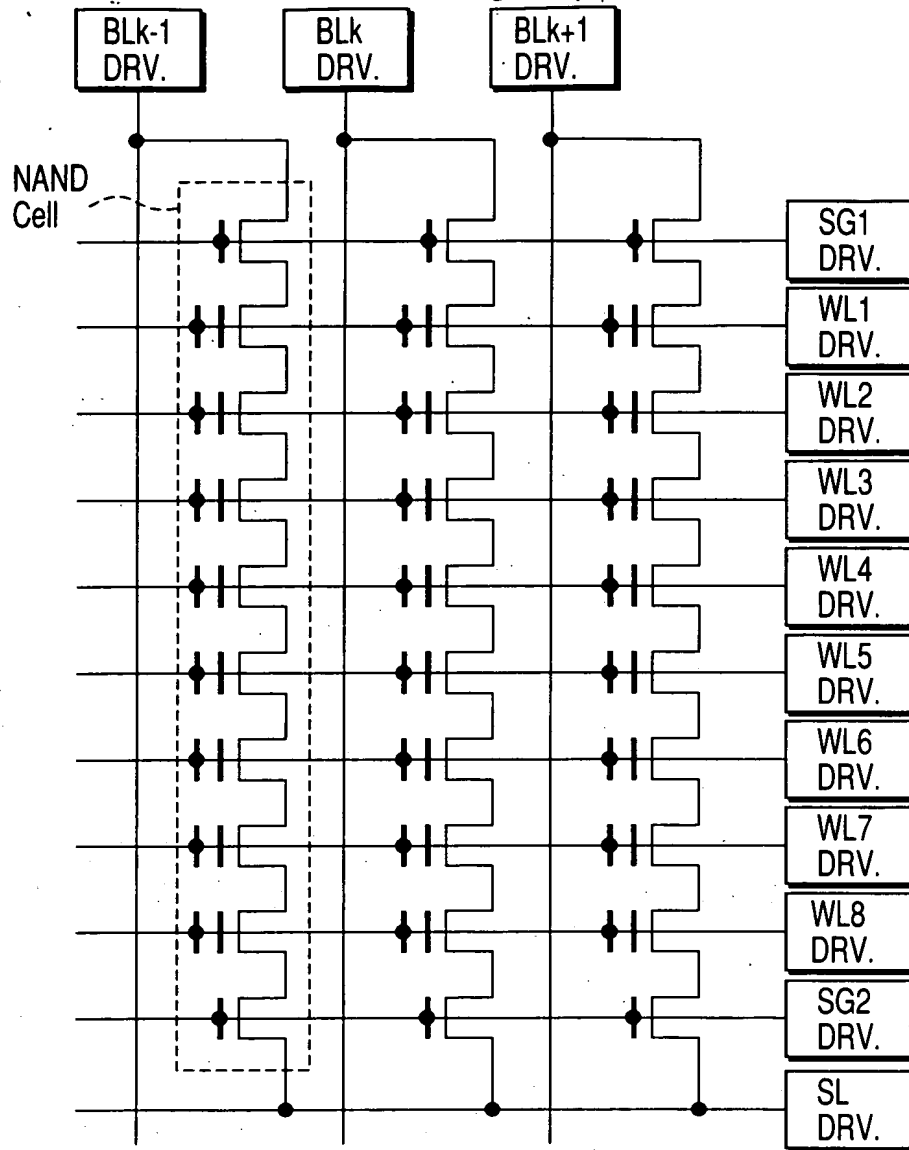 BLk-1
DRV.
BLk
DRV.
BLk+1
DRV.
NAND
Cell
SG1
DRV.
WL1
DRV.
WL2
DRV.
WL3
DRV.
WL4
DRV.
WL5
DRV.
WL6
DRV.
WL7
DRV.
WL8
DRV.
SG2
DRV.
SL
DRV.